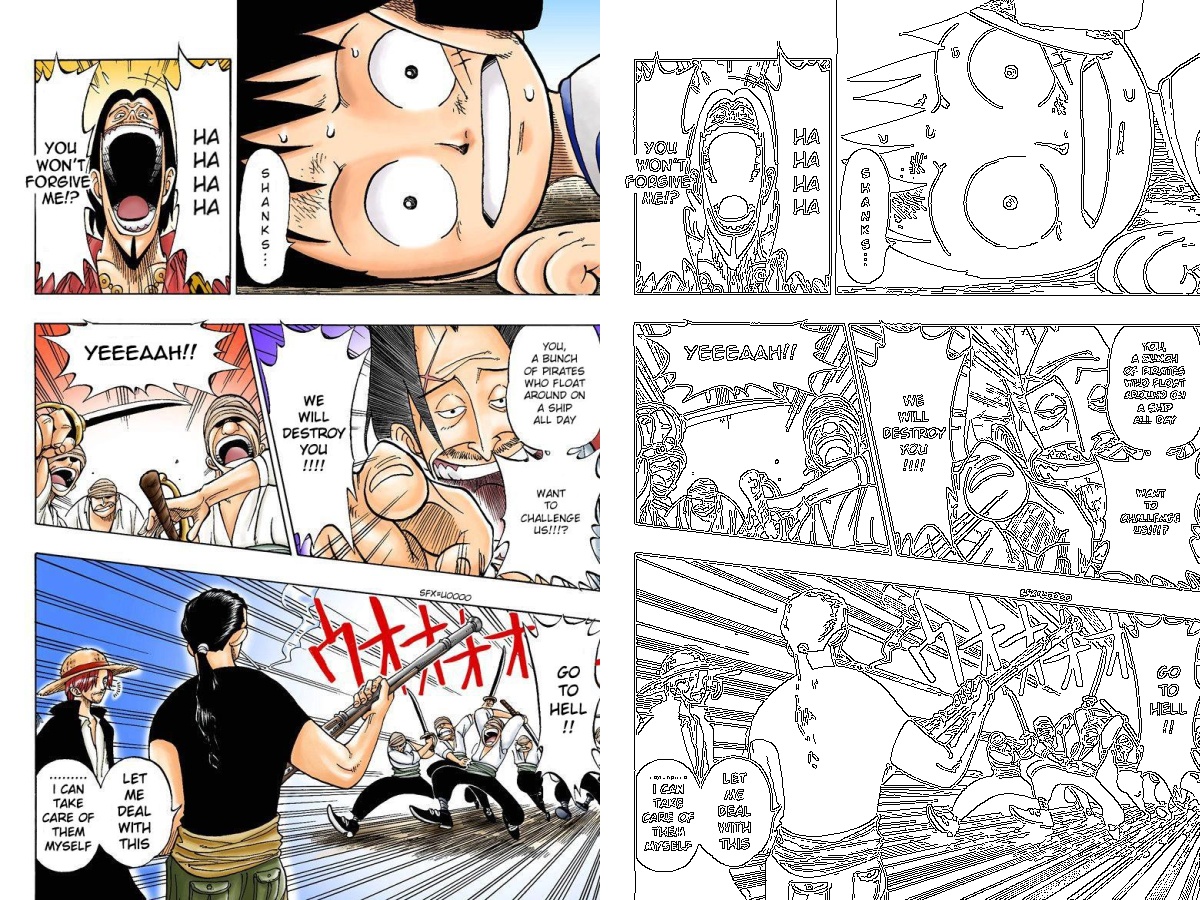 SHANKS...
HA
HA
HA
HA
YOU
WON'T
FORGIVE
ME!?
YOU,
A BUNCH
OF PIRATES
WHO FLOAT
AROUND ON
A SHIP
ALL DAY
WANT
TO
CHALLENGE
US!!!?
WE
WILL
DESTROY
YOU
!!!!
YEEEAAH!!
SFX=UOOOO
ウオオオオ
GO
TO
HELL
!!
LET
ME
DEAL
WITH
THIS
.........
I CAN
TAKE
CARE OF
THEM
MYSELF
SHANKS...
HA
HA
HA
HA
YOU
WON'T
FORGIVE
ME!?
YOU,
A BUNCH
OF PIRATES
WHO FLOAT
AROUND ON
A SHIP
ALL DAY
WANT
TO
CHALLENGE
US!!!?
WE
WILL
DESTROY
YOU
!!!!
YEEEAAH!!
GO
TO
HELL
!!
LET
ME
DEAL
WITH
THIS
I CAN
TAKE
CARE OF
THEM
MYSELF